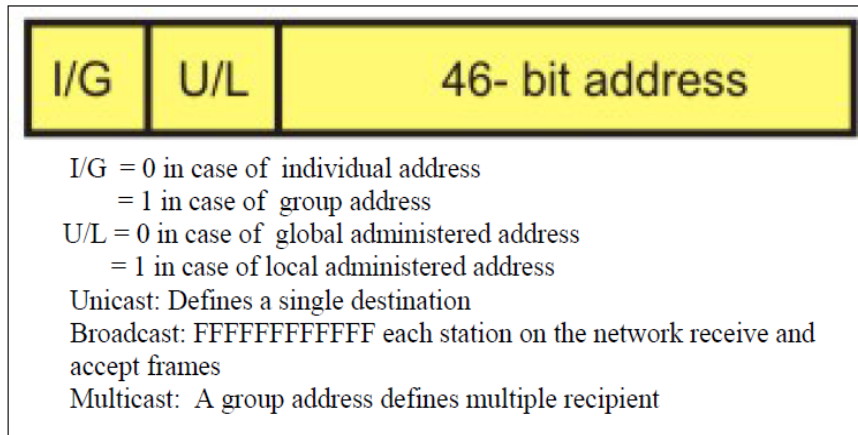 I/G U/L 46- bit address
I/G = 0 in case of individual address
= 1 in case of group address
U/L = 0 in case of global administered address
= 1 in case of local administered address
Unicast: Defines a single destination
Broadcast: FFFFFFFFFFFF each station on the network receive and
accept frames
Multicast: A group address defines multiple recipient